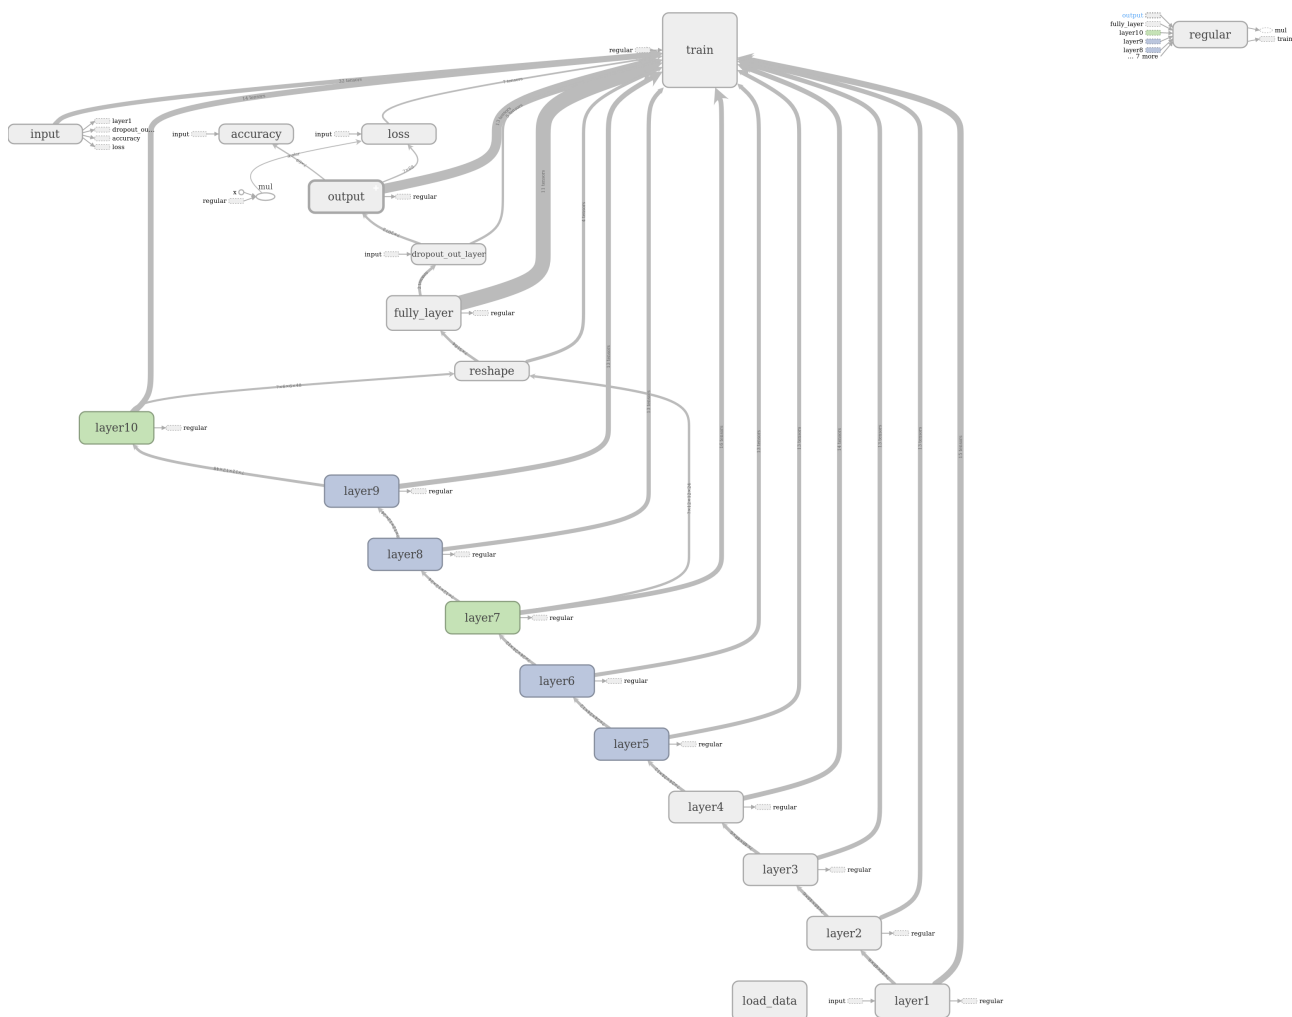 train
regular
output
fully_layer
layer10
layer9
layer8
... 7 more
regular
mul
train
input
layer1
dropout_ou...
accuracy
loss
input
accuracy
input
loss
mul
x
regular
output
regular
input
dropout_out_layer
fully_layer
regular
reshape
layer10
regular
layer9
regular
layer8
regular
layer7
regular
layer6
regular
layer5
regular
layer4
regular
layer3
regular
layer2
regular
load_data
input
layer1
regular